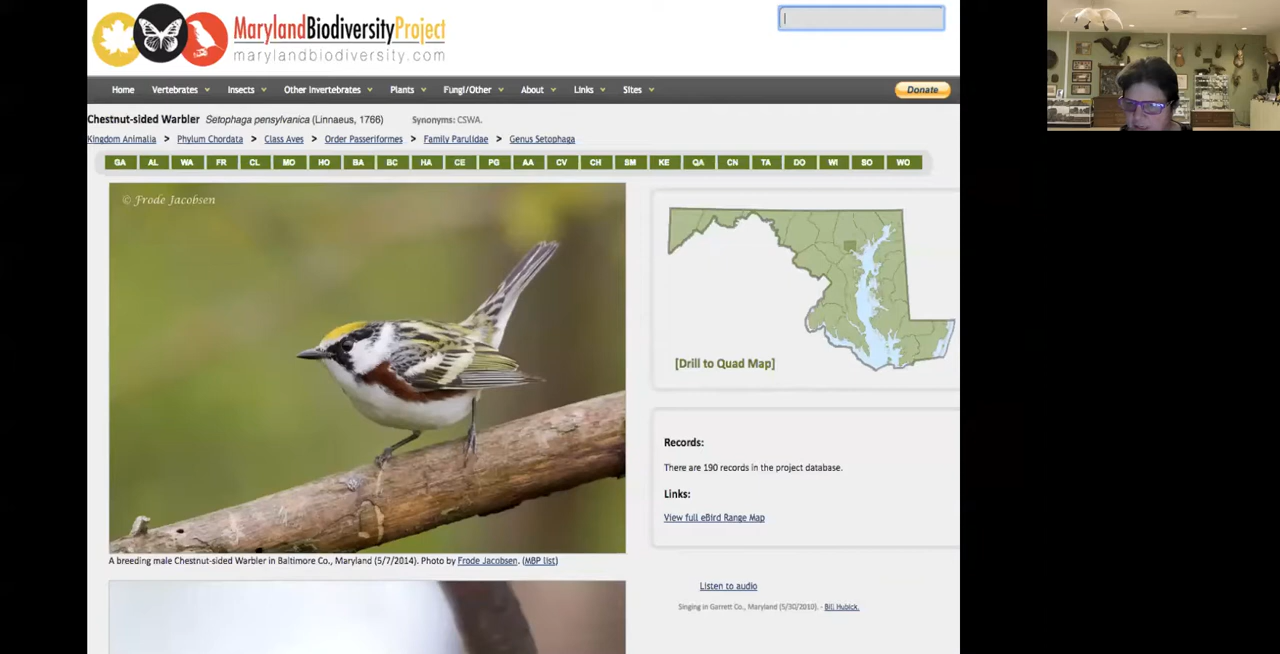 MarylandBiodiversityProject
marylandbiodiversity.com
Home Vertebrates Insects Other Invertebrates Plants Fungi/Other About Links Sites Donate
Chestnut-sided Warbler Setophaga pensylvanica (Linnaeus, 1766) Synonyms: CSWA.
Kingdom Animalia > Phylum Chordata > Class Aves > Order Passeriformes > Family Parulidae > Genus Setophaga
GA AL WA FR CL MO HO BA BC HA CE PG AA CV CH SM KE QA CN TA DO WI SO WO
© Frode Jacobsen
[Drill to Quad Map]
Records:
There are 190 records in the project database.
Links:
View full eBird Range Map
A breeding male Chestnut-sided Warbler in Baltimore Co., Maryland (5/7/2014). Photo by Frode Jacobsen. (MBP list)
Listen to audio
Singing in Garrett Co., Maryland (5/30/2010). - Bill Hubick.